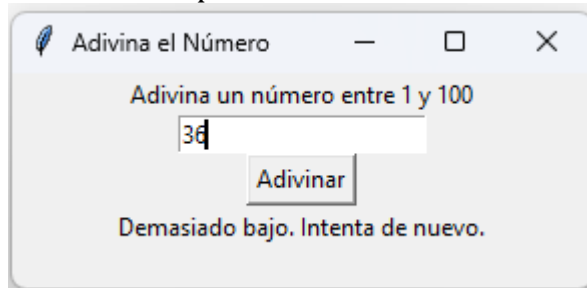 Adivina el Número
Adivina un número entre 1 y 100
36
Adivinar
Demasiado bajo. Intenta de nuevo.